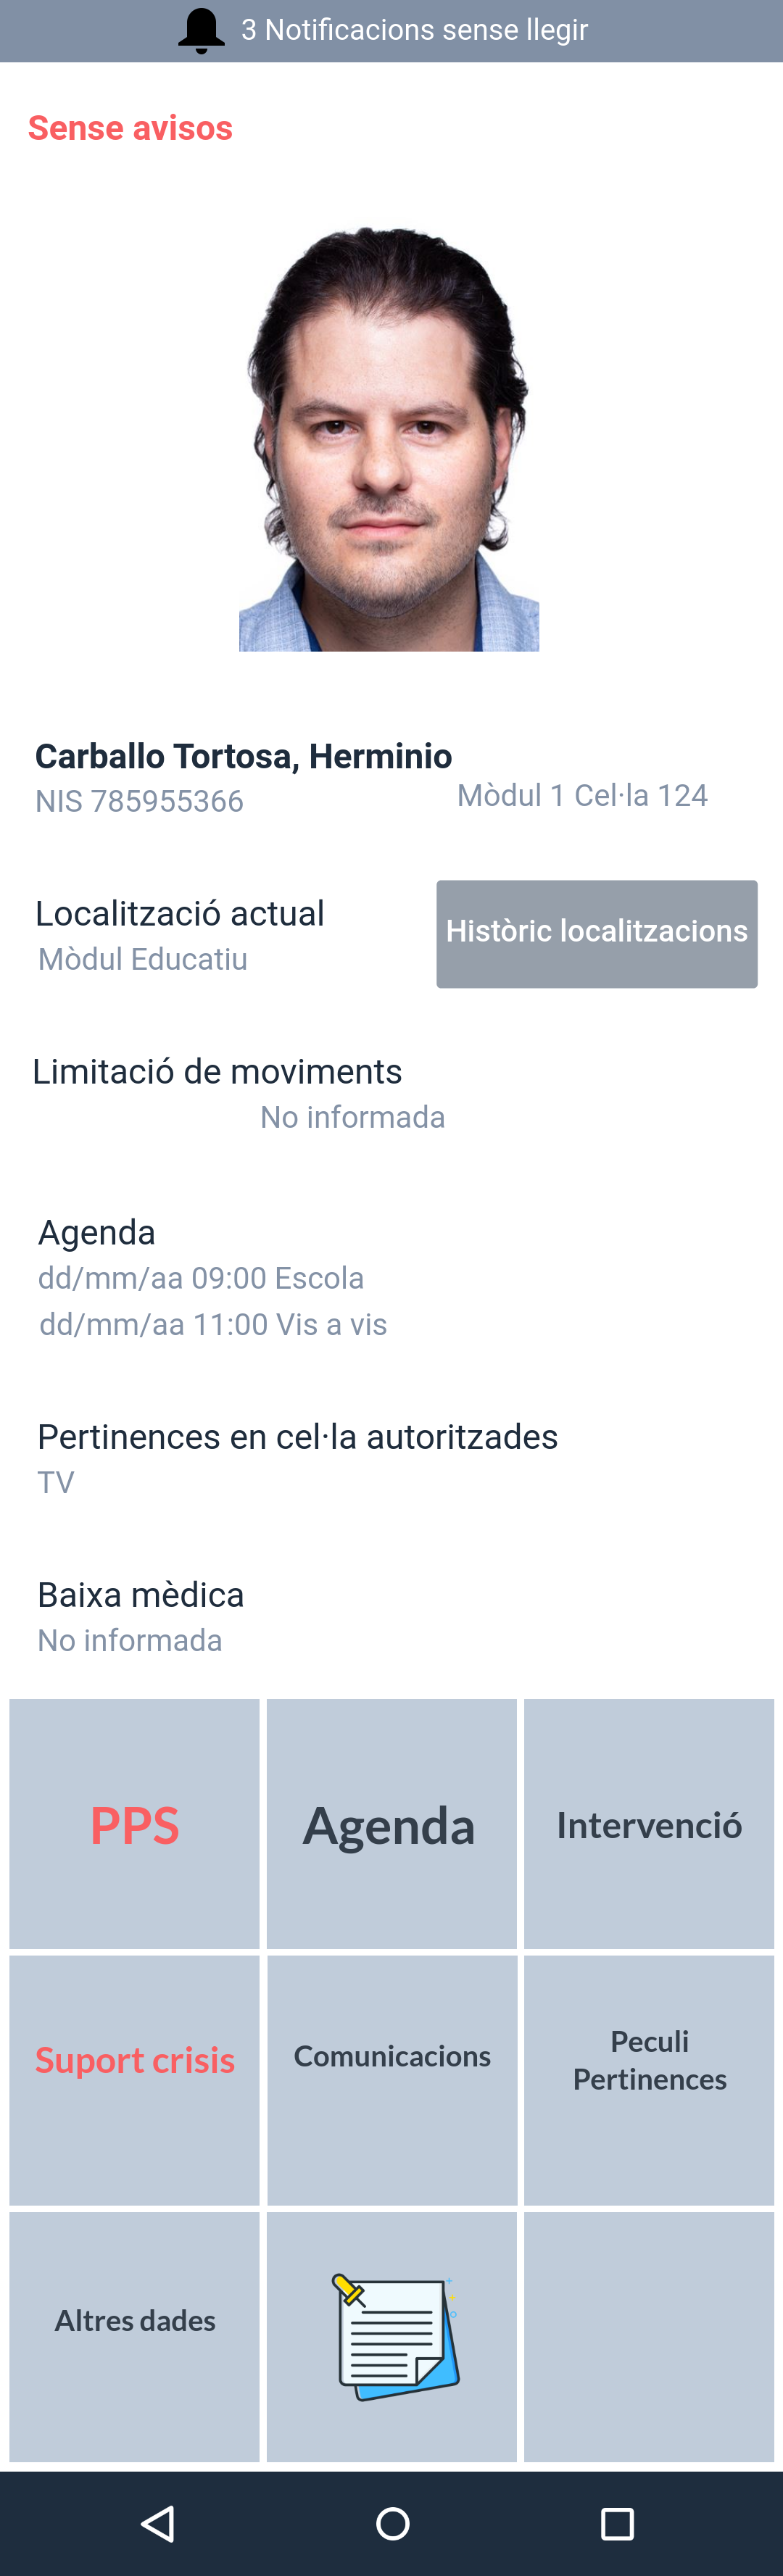 3 Notificacions sense llegir
Sense avisos
Carballo Tortosa, Herminio
NIS 785955366
Mòdul 1 Cel·la 124
Localització actual
Mòdul Educatiu
Històric localitzacions
Limitació de moviments
No informada
Agenda
dd/mm/aa 09:00 Escola
dd/mm/aa 11:00 Vis a vis
Pertinences en cel·la autoritzades
TV
Baixa mèdica
No informada
PPS
Agenda
Intervenció
Suport crisis
Comunicacions
Peculi
Pertinences
Altres dades